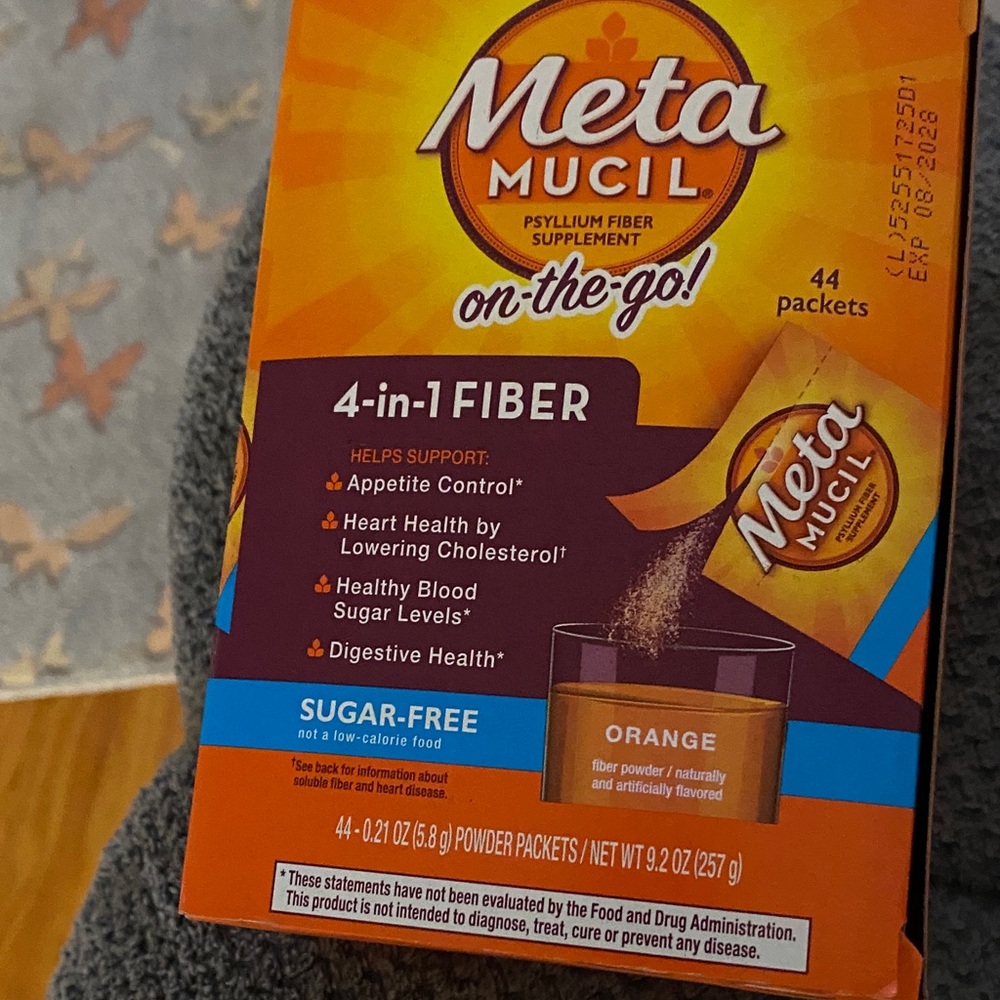 Meta
MUCIL®
PSYLLIUM FIBER
SUPPLEMENT
on-the-go!
(L)52551725D1
EXP 08/2028
44
packets
4-in-1 FIBER
HELPS SUPPORT:
Appetite Control*
Heart Health by
Lowering Cholesterol†
Healthy Blood
Sugar Levels*
Digestive Health*
Meta
MUCIL
PSYLLIUM FIBER
SUPPLEMENT
SUGAR-FREE
not a low-calorie food
†See back for information about
soluble fiber and heart disease.
ORANGE
fiber powder / naturally
and artificially flavored
44 - 0.21 OZ (5.8 g) POWDER PACKETS / NET WT 9.2 OZ (257 g)
* These statements have not been evaluated by the Food and Drug Administration.
This product is not intended to diagnose, treat, cure or prevent any disease.